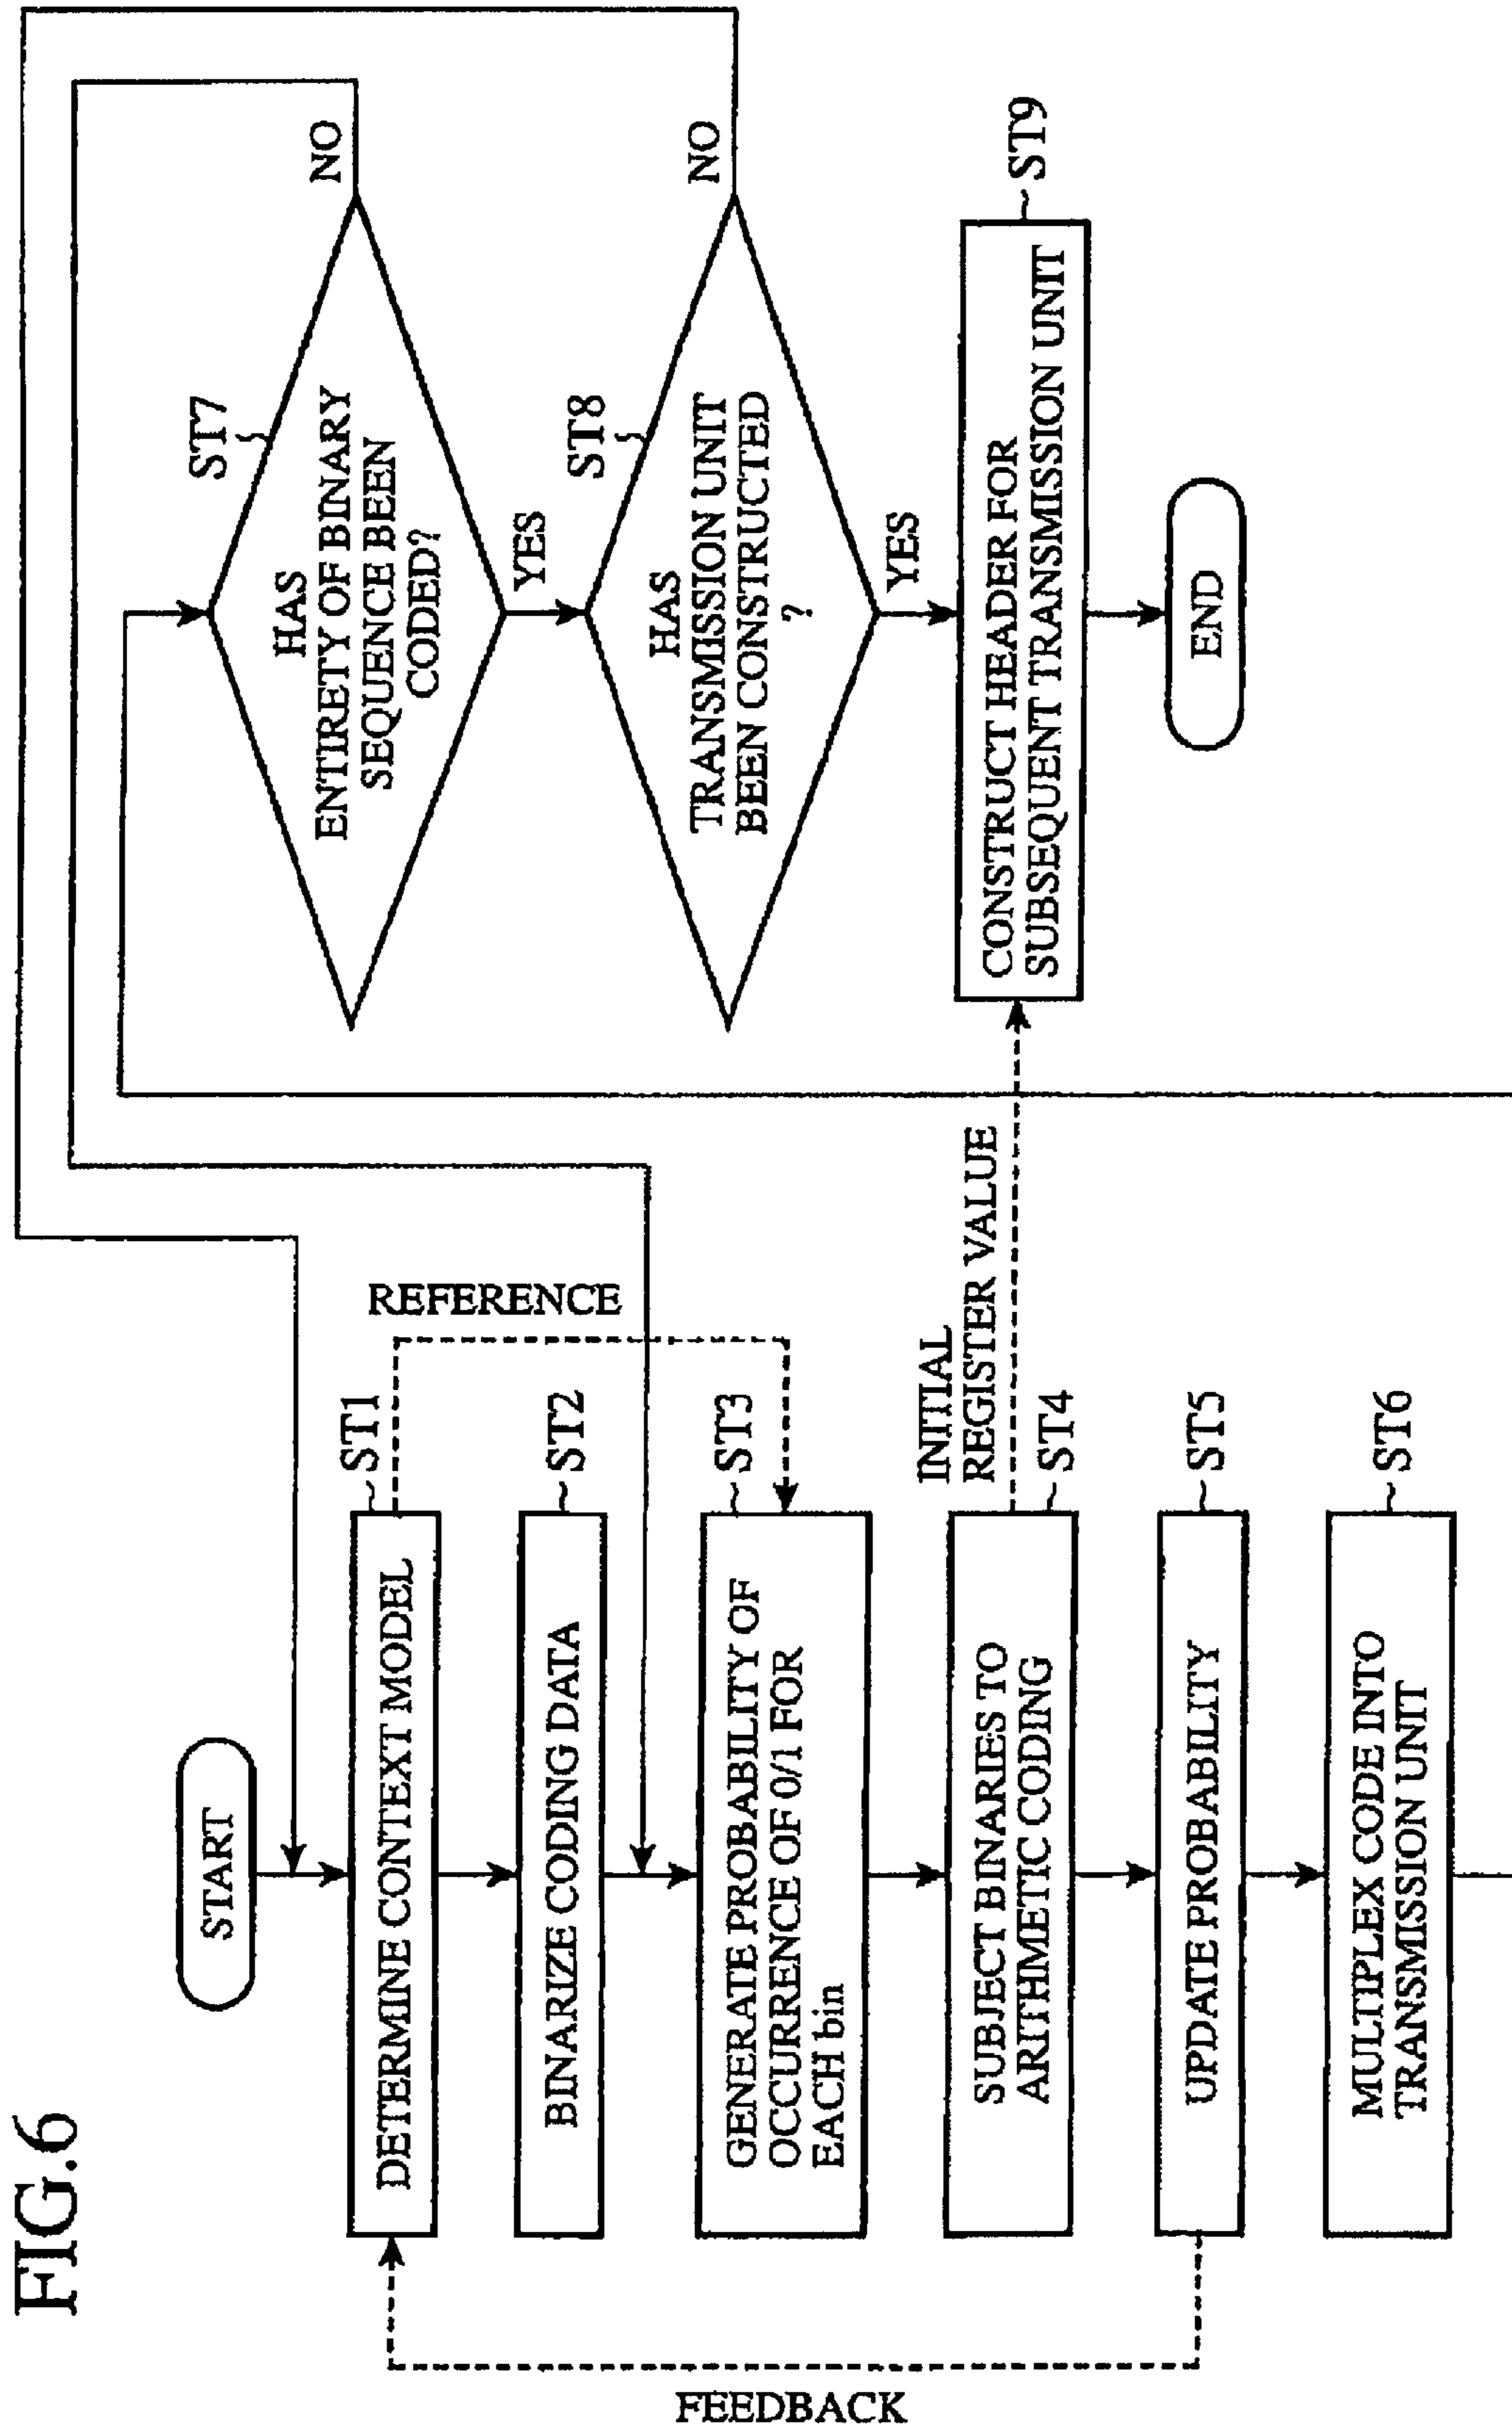 FIG.6
START
DETERMINE CONTEXT MODEL
ST1
BINARIZE CODING DATA
ST2
REFERENCE
GENERATE PROBABILITY OF
OCCURRENCE OF 0/1 FOR
EACH bin
ST3
SUBJECT BINARIES TO
ARITHMETIC CODING
ST4
INITIAL
REGISTER VALUE
UPDATE PROBABILITY
ST5
FEEDBACK
MULTIPLEX CODE INTO
TRANSMISSION UNIT
ST6
ST7
HAS
ENTIRETY OF BINARY
SEQUENCE BEEN
CODED?
NO
YES
ST8
HAS
TRANSMISSION UNIT
BEEN CONSTRUCTED
?
NO
YES
CONSTRUCT HEADER FOR
SUBSEQUENT TRANSMISSION UNIT
ST9
END